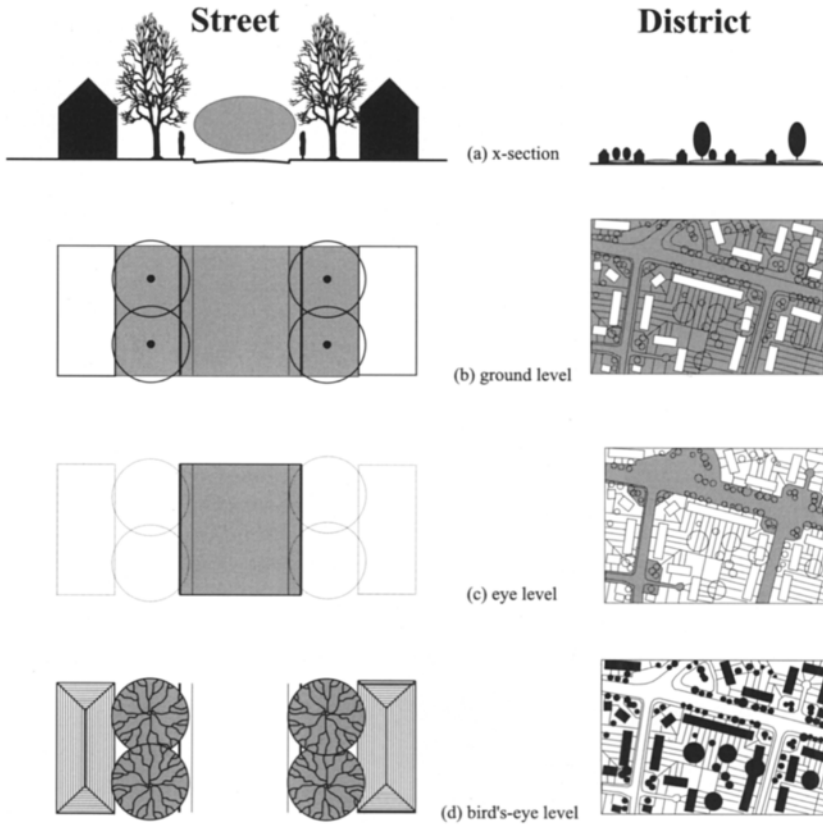 Street
District
(a) x-section
(b) ground level
(c) eye level
(d) bird's-eye level